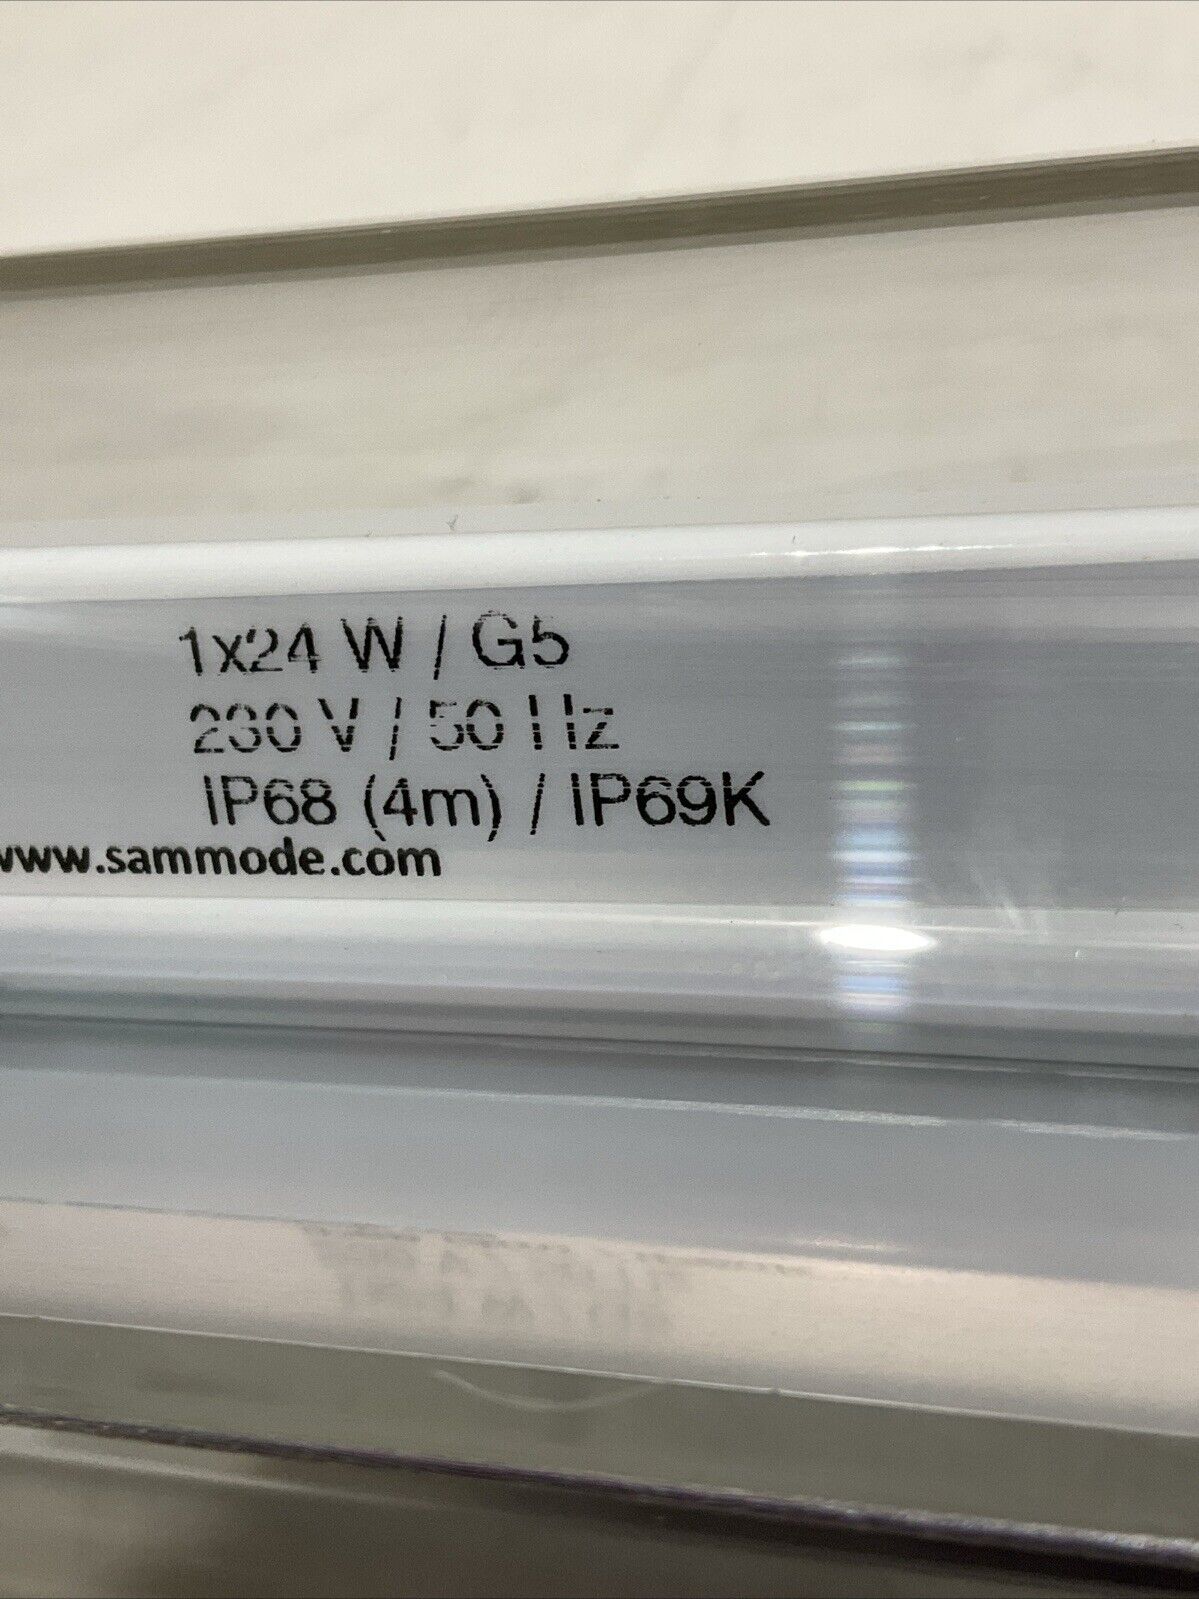 1x24 W / G5
230 V / 50 Hz
IP68 (4m) / IP69K
www.sammode.com